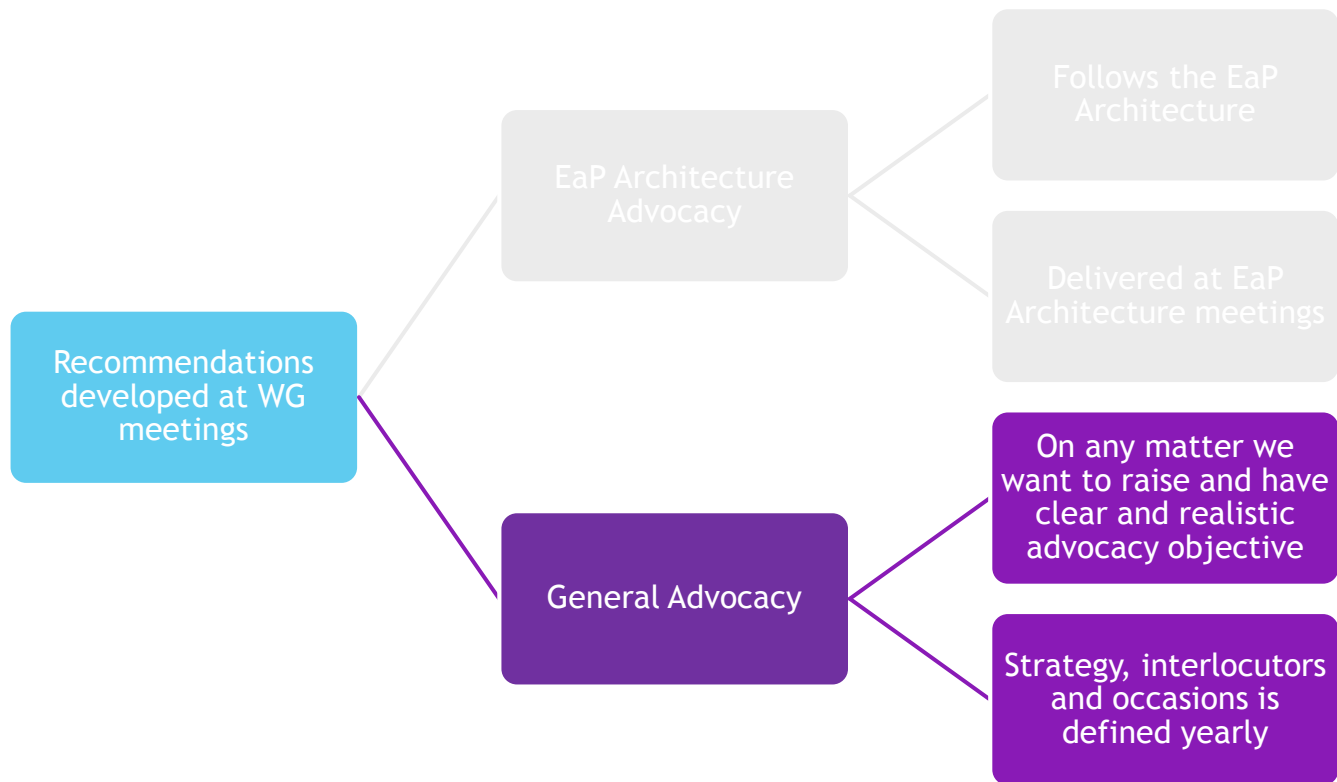 Follows the EaP
Architecture
EaP Architecture
Advocacy
Delivered at EaP
Architecture meetings
Recommendations
developed at WG
meetings
On any matter we
want to raise and have
clear and realistic
advocacy objective
General Advocacy
Strategy, interlocutors
and occasions is
defined yearly